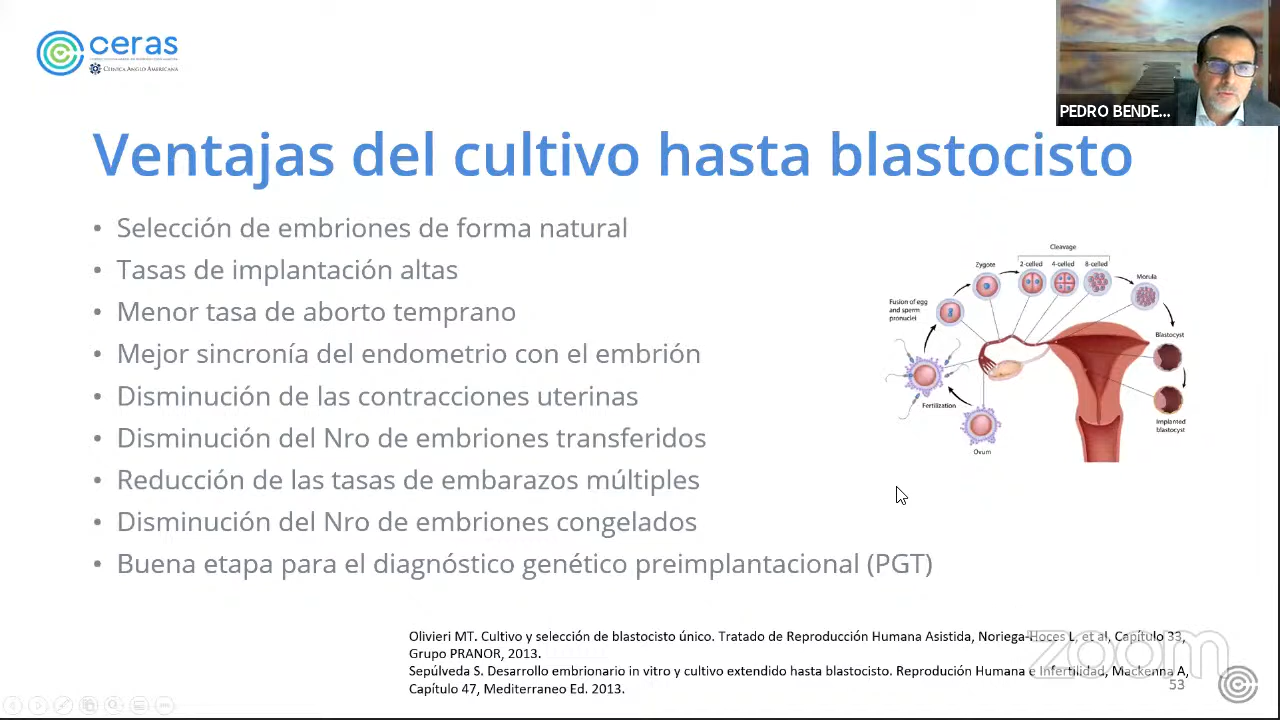 ceras
CLÍNICA ANGLO AMERICANA
PEDRO BENDE...
Ventajas del cultivo hasta blastocisto
• Selección de embriones de forma natural
• Tasas de implantación altas
• Menor tasa de aborto temprano
• Mejor sincronía del endometrio con el embrión
• Disminución de las contracciones uterinas
• Disminución del Nro de embriones transferidos
• Reducción de las tasas de embarazos múltiples
• Disminución del Nro de embriones congelados
• Buena etapa para el diagnóstico genético preimplantacional (PGT)
Cleavage
Zygote
2-celled
4-celled
8-celled
Morula
Fusion of egg
and sperm
pronuclei
Blastocyst
Fertilization
Implanted
blastocyst
Ovum
Olivieri MT. Cultivo y selección de blastocisto único. Tratado de Reproducción Humana Asistida, Noriega-Hoces L, et al, Capítulo 33,
Grupo PRANOR, 2013.
Sepúlveda S. Desarrollo embrionario in vitro y cultivo extendido hasta blastocisto. Reprodución Humana e Infertilidad, Mackenna A,
Capítulo 47, Mediterraneo Ed. 2013.
zoom
53